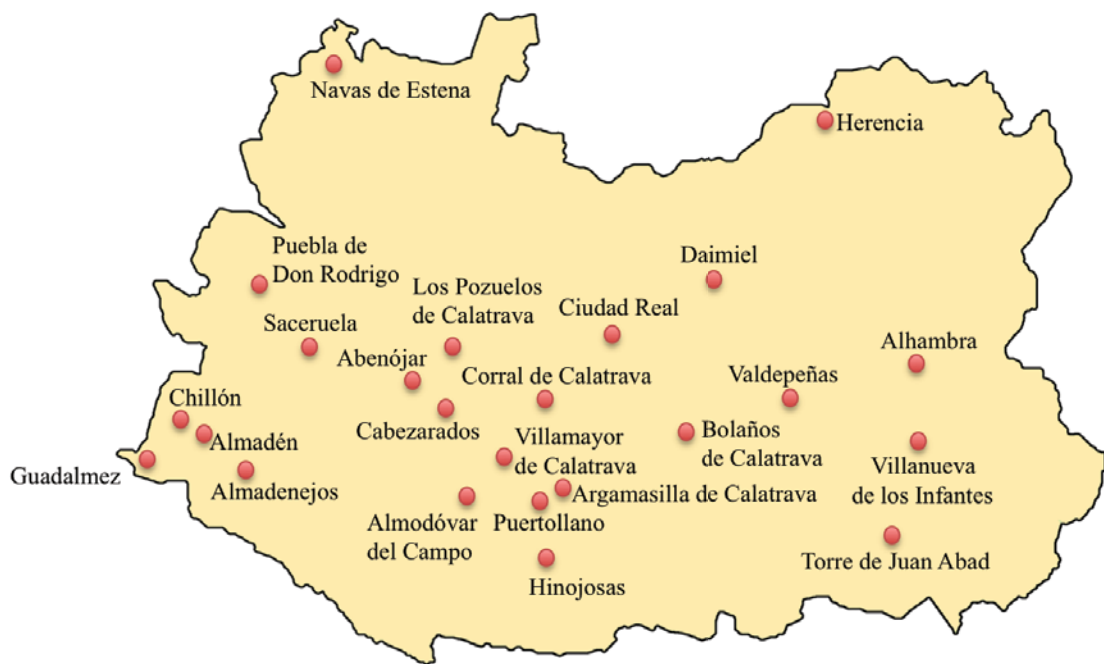 Navas de Estena
Herencia
Puebla de
Don Rodrigo
Daimiel
Los Pozuelos
de Calatrava
Ciudad Real
Saceruela
Alhambra
Abenójar
Corral de Calatrava
Valdepeñas
Chillón
Cabezarados
Almadén
Villamayor
de Calatrava
Bolaños
de Calatrava
Guadalmez
Villanueva
de los Infantes
Almadenejos
Argamasilla de Calatrava
Almodóvar
del Campo
Puertollano
Torre de Juan Abad
Hinojosas